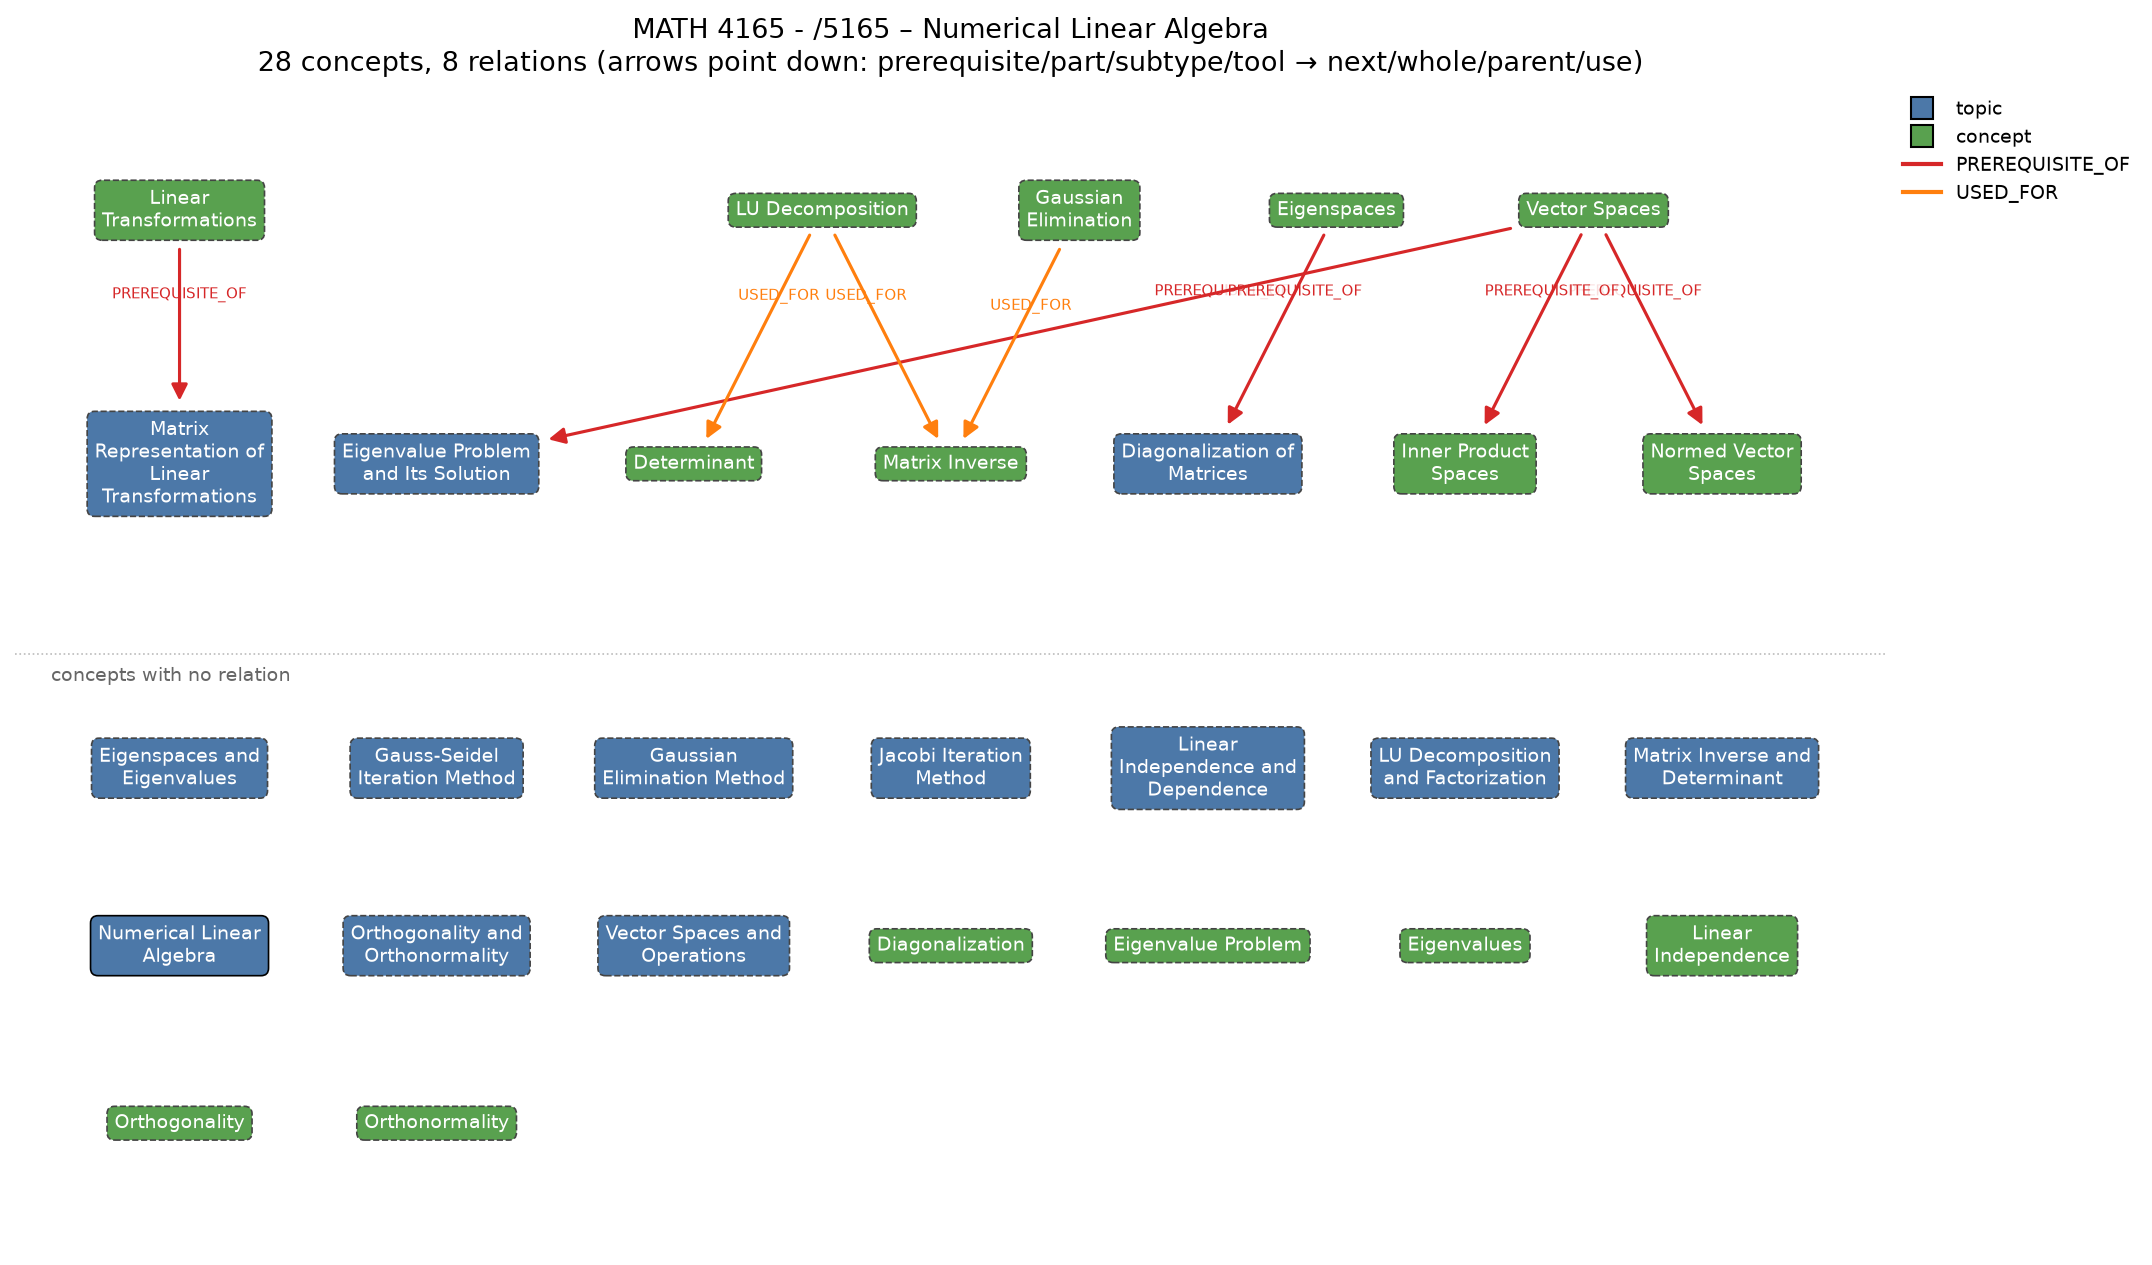 MATH 4165 - /5165 – Numerical Linear Algebra
28 concepts, 8 relations (arrows point down: prerequisite/part/subtype/tool → next/whole/parent/use)
topic
concept
PREREQUISITE_OF
USED_FOR
Linear
Transformations
LU Decomposition
Gaussian
Elimination
Eigenspaces
Vector Spaces
PREREQUISITE_OF
USED_FOR
USED_FOR
USED_FOR
PREREQUISITE_OF
PREREQUISITE_OF
Matrix
Representation of
Linear
Transformations
Eigenvalue Problem
and Its Solution
Determinant
Matrix Inverse
Diagonalization of
Matrices
Inner Product
Spaces
Normed Vector
Spaces
concepts with no relation
Eigenspaces and
Eigenvalues
Gauss-Seidel
Iteration Method
Gaussian
Elimination Method
Jacobi Iteration
Method
Linear
Independence and
Dependence
LU Decomposition
and Factorization
Matrix Inverse and
Determinant
Numerical Linear
Algebra
Orthogonality and
Orthonormality
Vector Spaces and
Operations
Diagonalization
Eigenvalue Problem
Eigenvalues
Linear
Independence
Orthogonality
Orthonormality